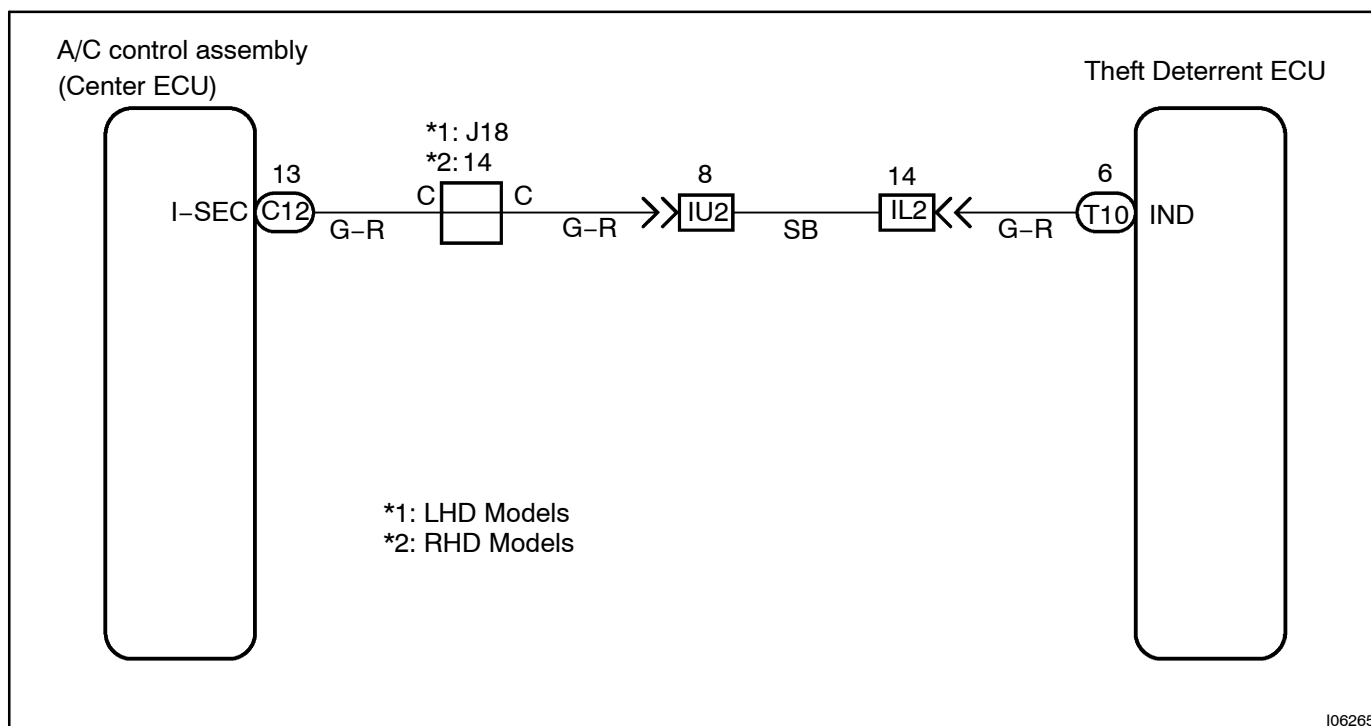 A/C control assembly
(Center ECU)
Theft Deterrent ECU
*1: J18
*2: 14
13
8
14
6
C
C
I−SEC
C12
IU2
IL2
T10
IND
G−R
G−R
SB
G−R
*1: LHD Models
*2: RHD Models
I06265